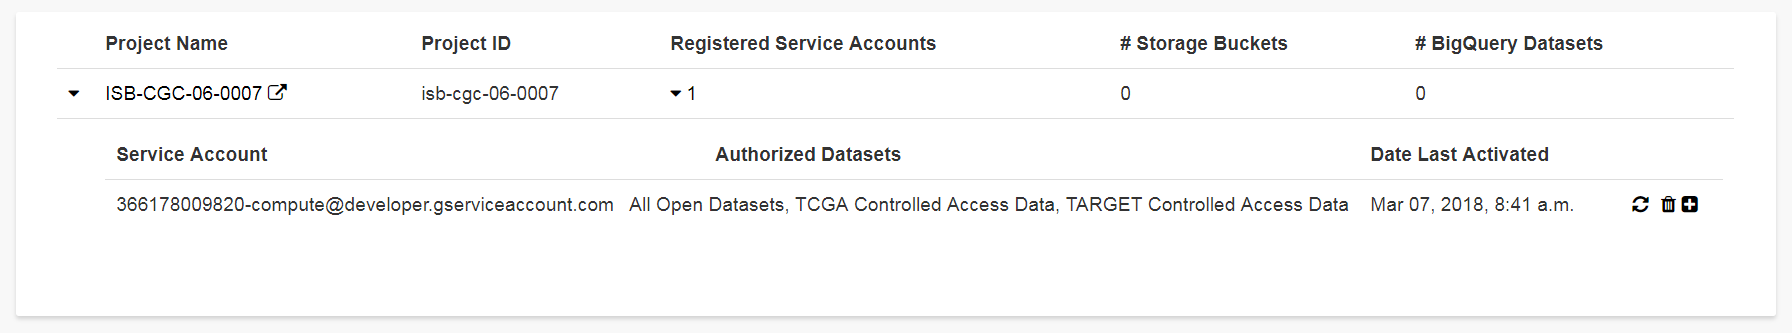 Project Name Project ID Registered Service Accounts # Storage Buckets # BigQuery Datasets
ISB-CGC-06-0007 isb-cgc-06-0007 1 0 0
Service Account Authorized Datasets Date Last Activated
366178009820-compute@developer.gserviceaccount.com All Open Datasets, TCGA Controlled Access Data, TARGET Controlled Access Data Mar 07, 2018, 8:41 a.m.